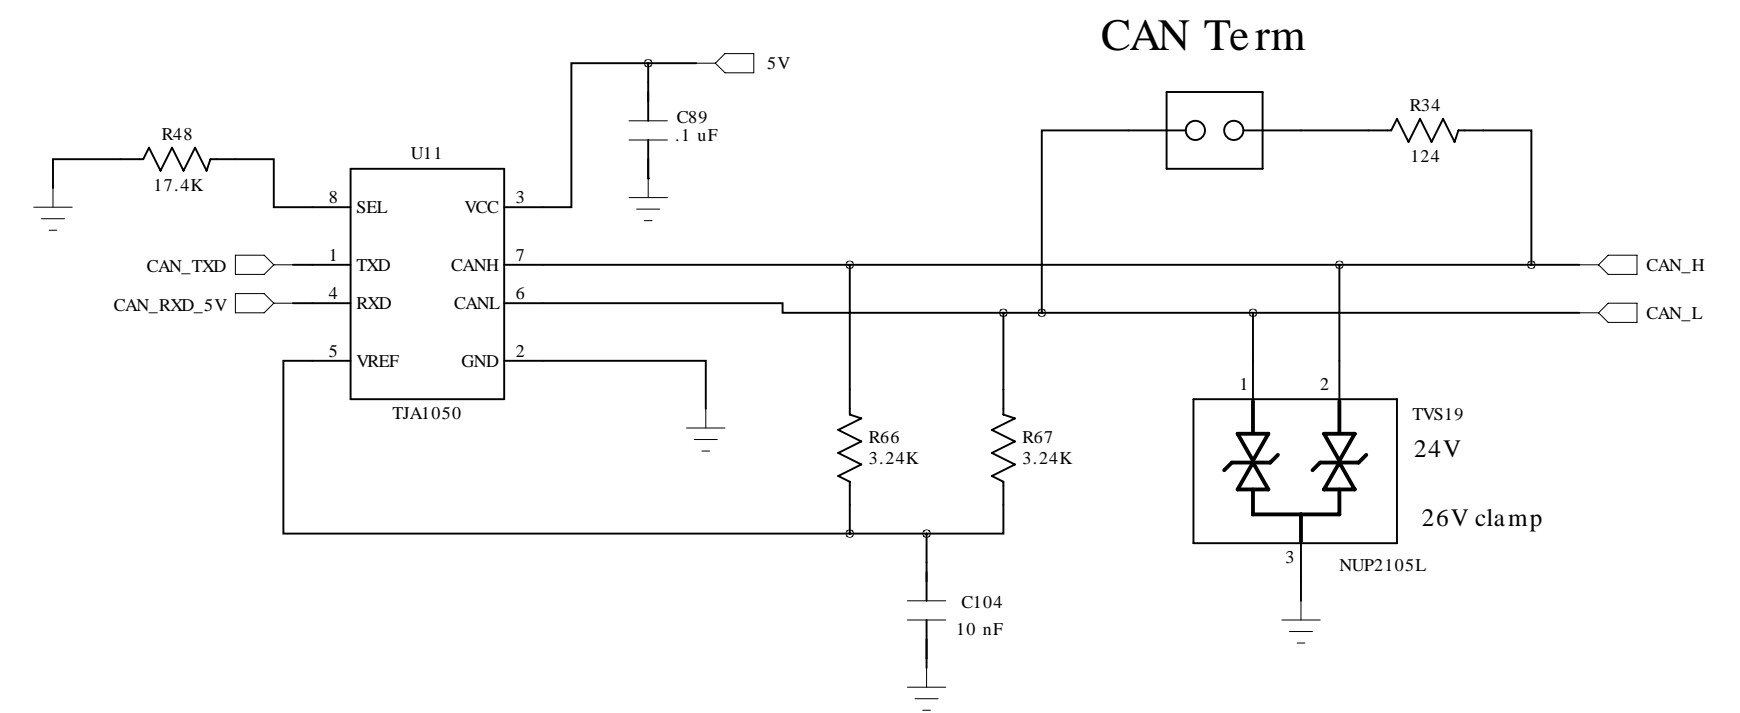 CAN Term
5V
C89
.1 uF
R34
124
R48
17.4K
U11
8
SEL
VCC
3
CAN_TXD
1
TXD
CANH
7
CAN_H
CAN_RXD_5V
4
RXD
CANL
6
CAN_L
5
VREF
GND
2
TJA1050
1
2
TVS19
24V
R66
3.24K
R67
3.24K
26V clamp
3
NUP2105L
C104
10 nF